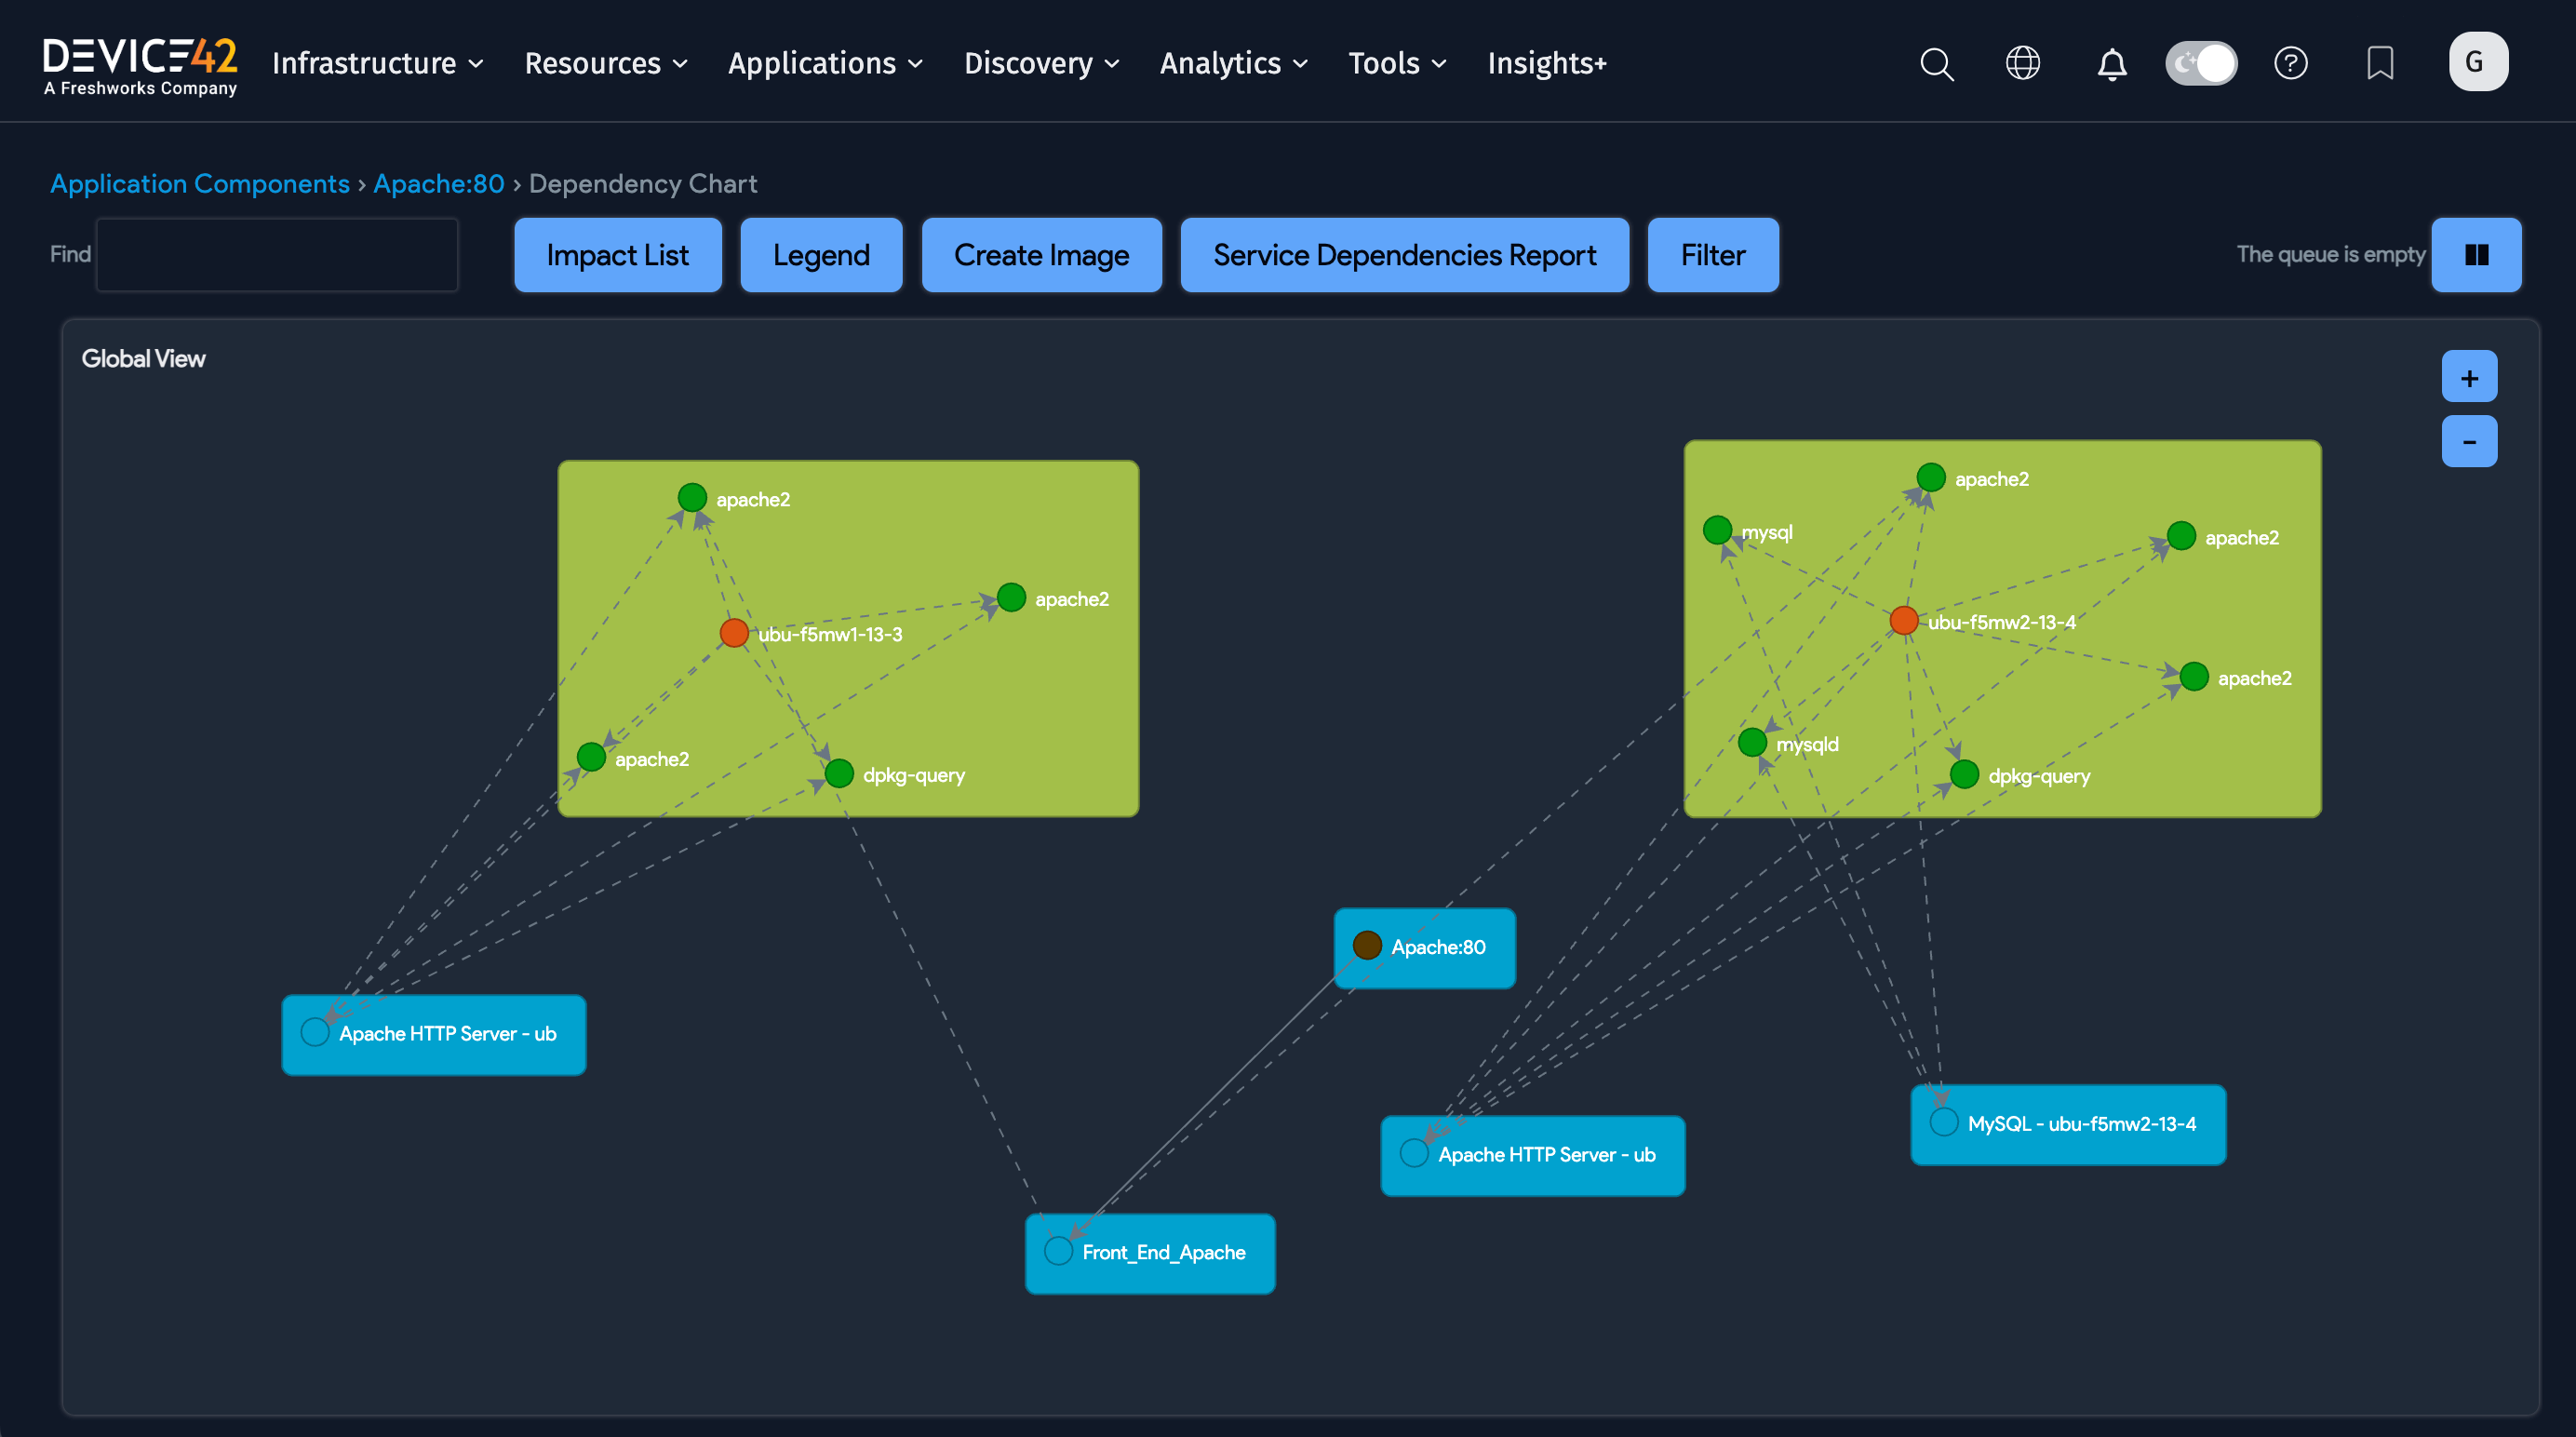 DEVICE42
A Freshworks Company
Infrastructure
Resources
Applications
Discovery
Analytics
Tools
Insights+
G
Application Components › Apache:80 › Dependency Chart
Find
Impact List
Legend
Create Image
Service Dependencies Report
Filter
The queue is empty
Global View
+
-
apache2
apache2
ubu-f5mw1-13-3
apache2
dpkg-query
apache2
mysql
apache2
ubu-f5mw2-13-4
apache2
mysqld
dpkg-query
Apache:80
Apache HTTP Server - ub
MySQL - ubu-f5mw2-13-4
Apache HTTP Server - ub
Front_End_Apache